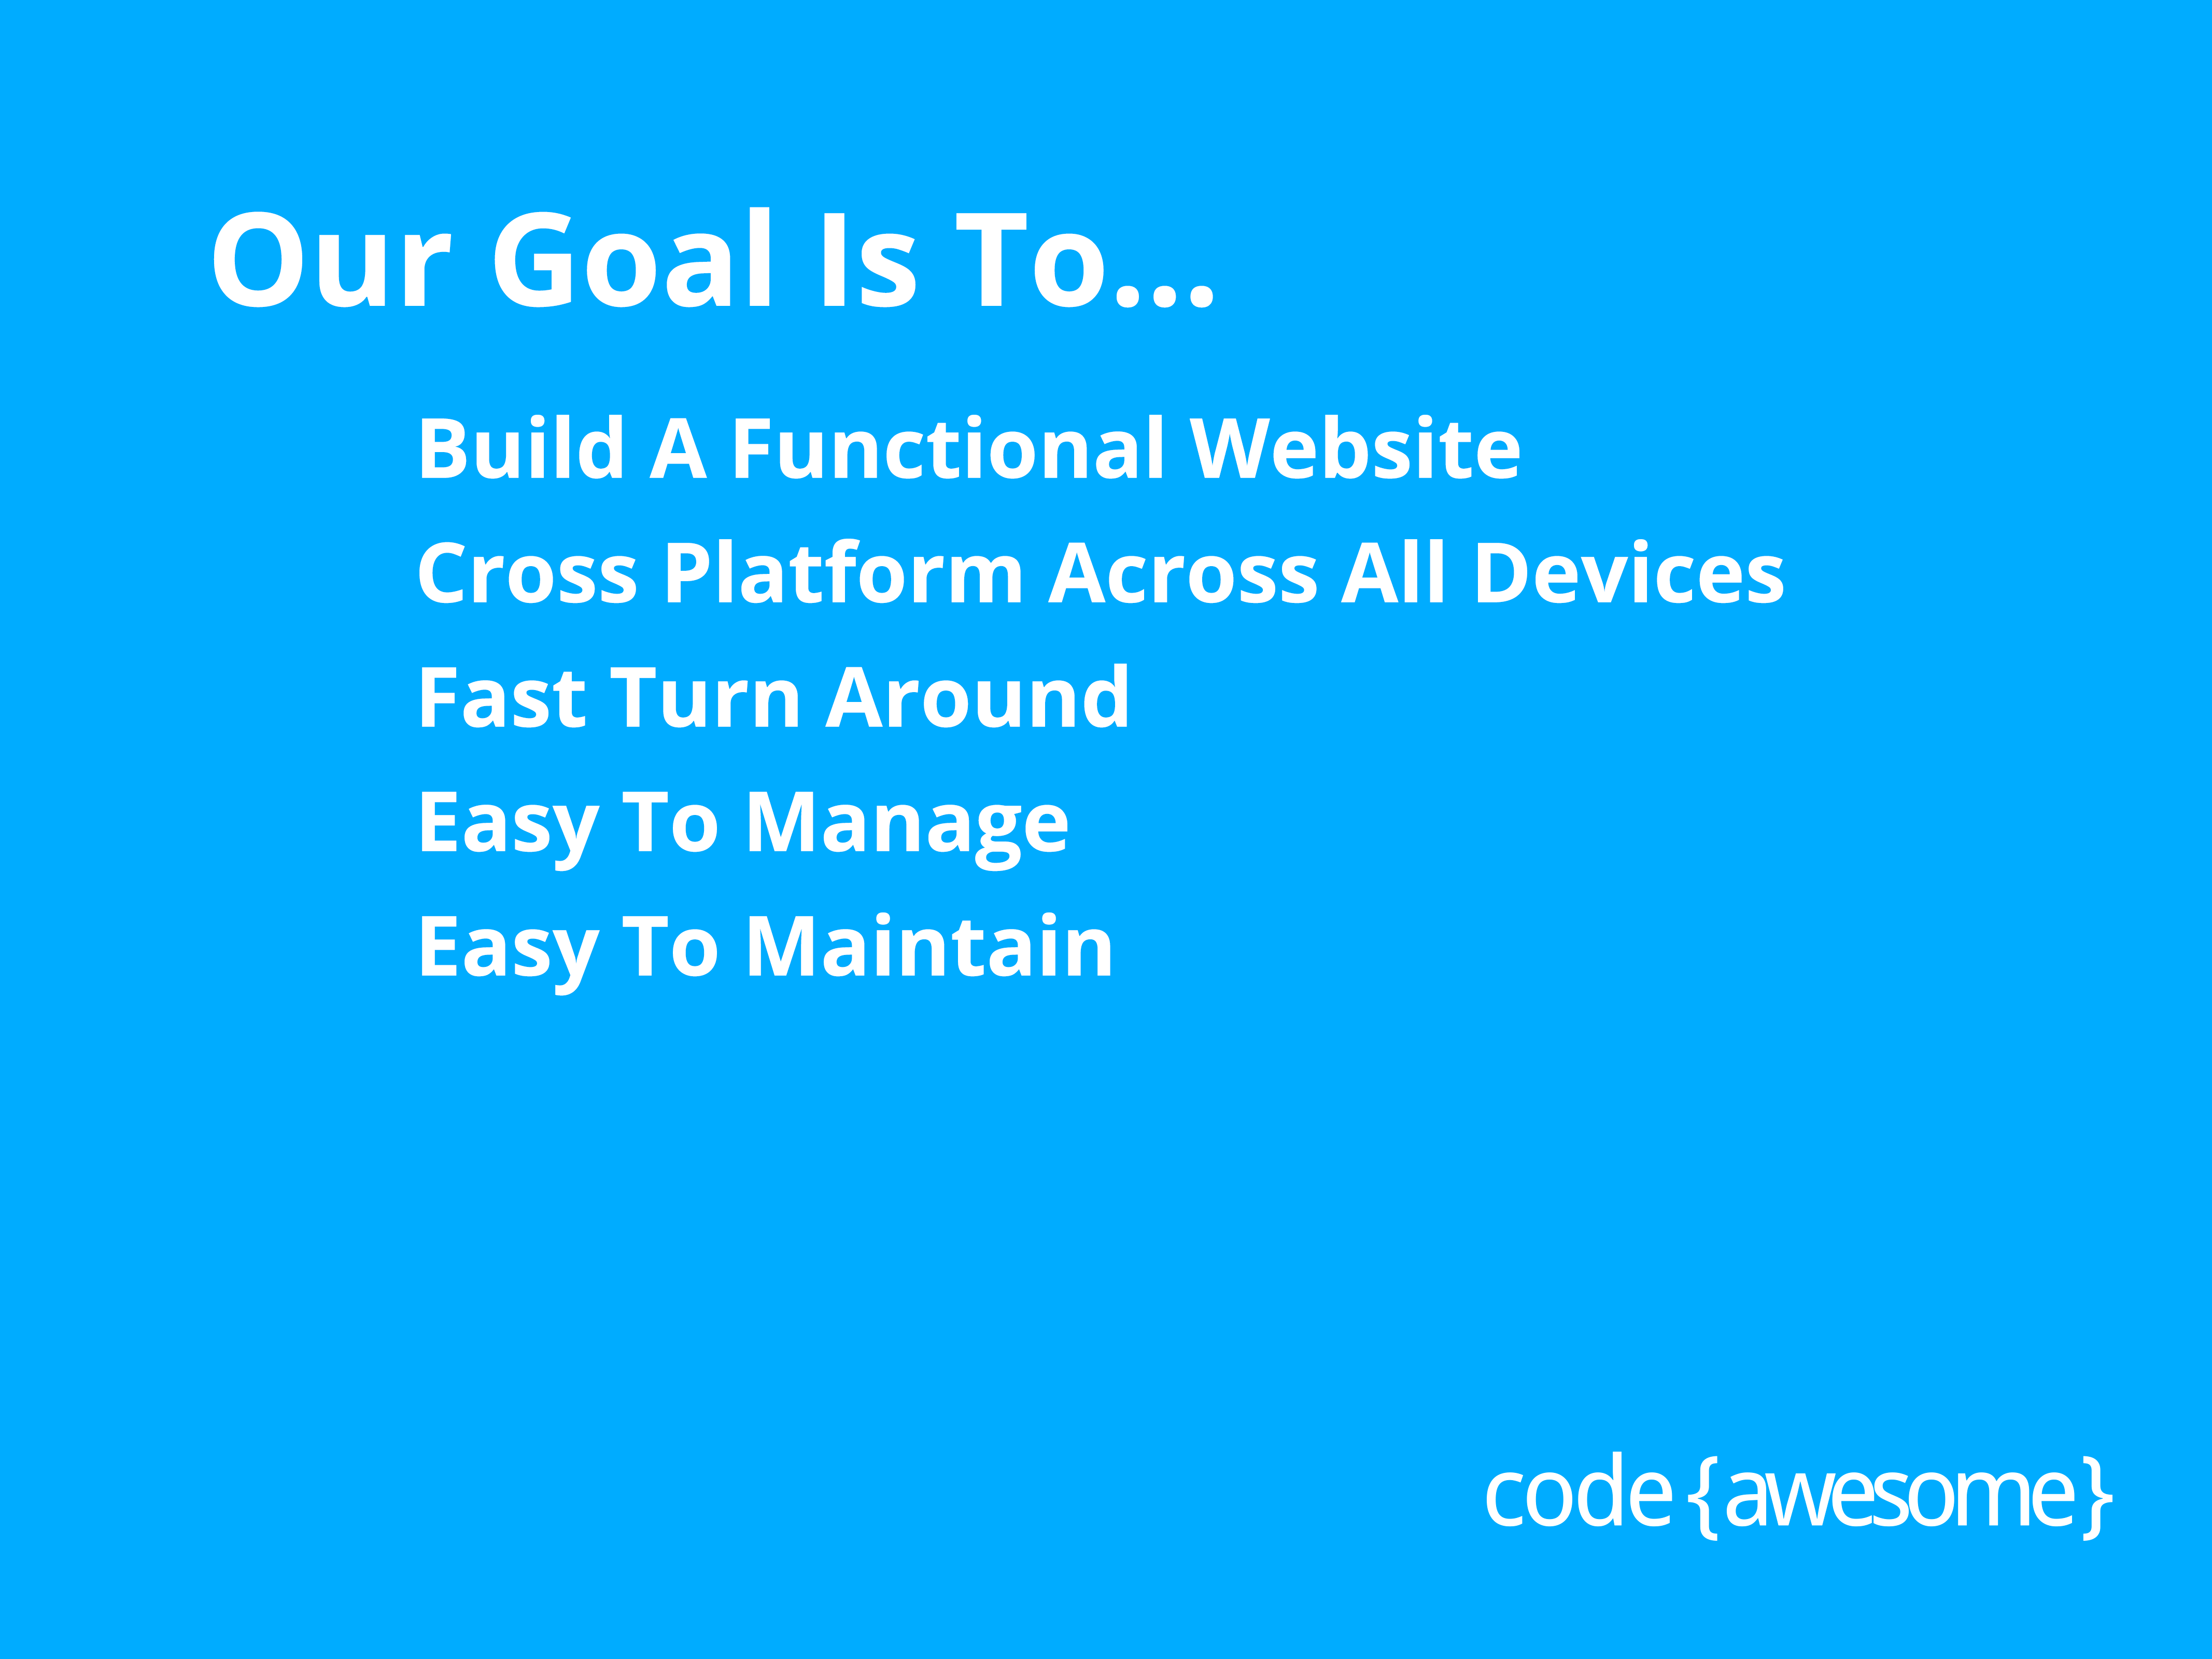 Our Goal Is To...
Build A Functional Website
Cross Platform Across All Devices
Fast Turn Around
Easy To Manage
Easy To Maintain
code {awesome}